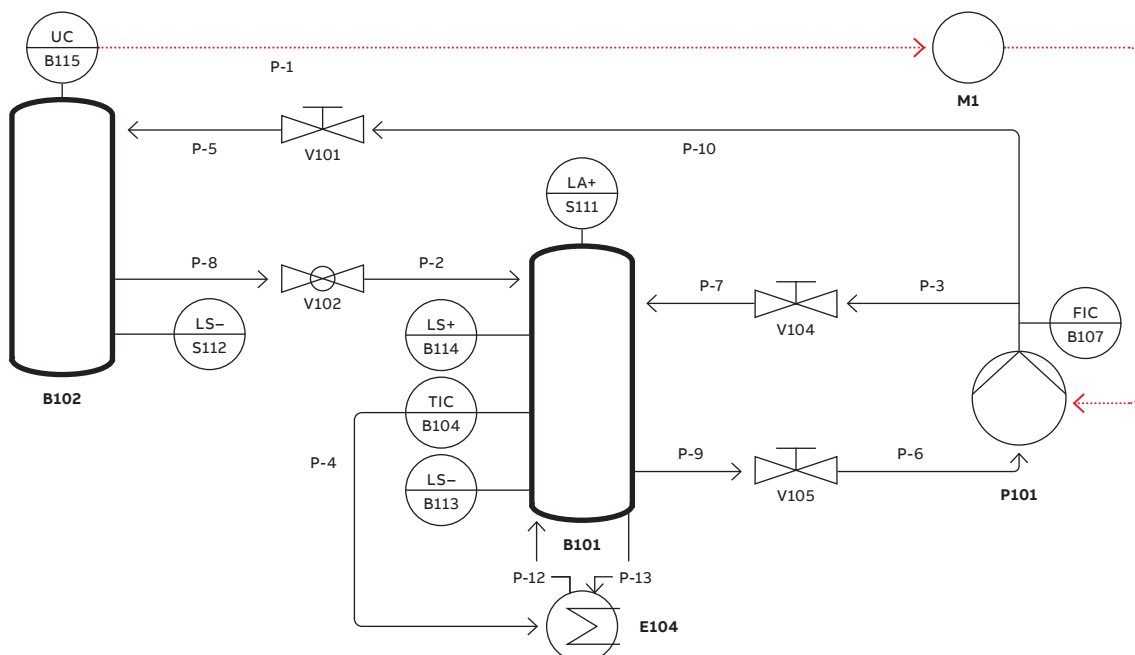 UC
B115
P-1
M1
P-5
V101
P-10
LA+
S111
P-8
V102
P-2
P-7
V104
P-3
FIC
B107
LS−
S112
LS+
B114
B102
TIC
B104
P-4
P-9
V105
P-6
P101
LS−
B113
B101
P-12
P-13
E104